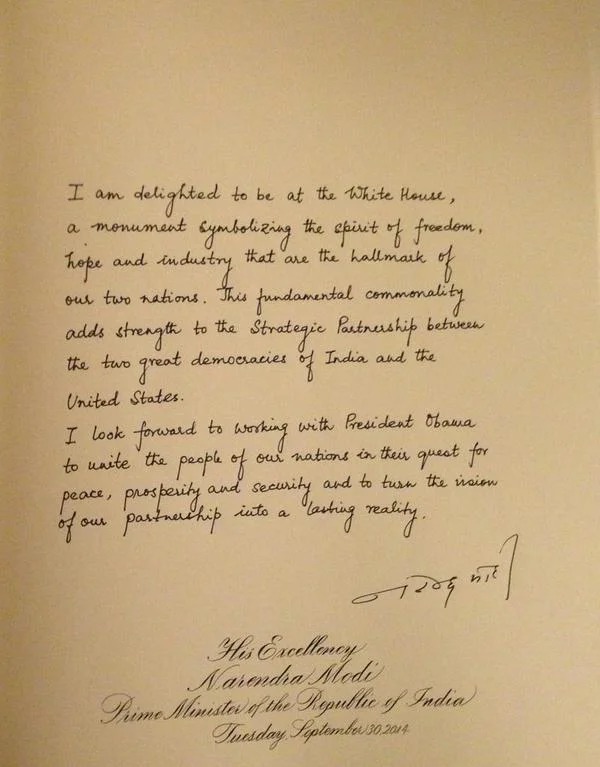 I am delighted to be at the White House,
a monument symbolizing the spirit of freedom,
hope and industry that are the hallmark of
our two nations. This fundamental commonality
adds strength to the Strategic Partnership between
the two great democracies of India and the
United States.
I look forward to working with President Obama
to unite the people of our nations in their quest for
peace, prosperity and security and to turn the vision
of our partnership into a lasting reality.
नरेन्द्र मोदी
His Excellency
Narendra Modi
Prime Minister of the Republic of India
Tuesday, September 30, 2014